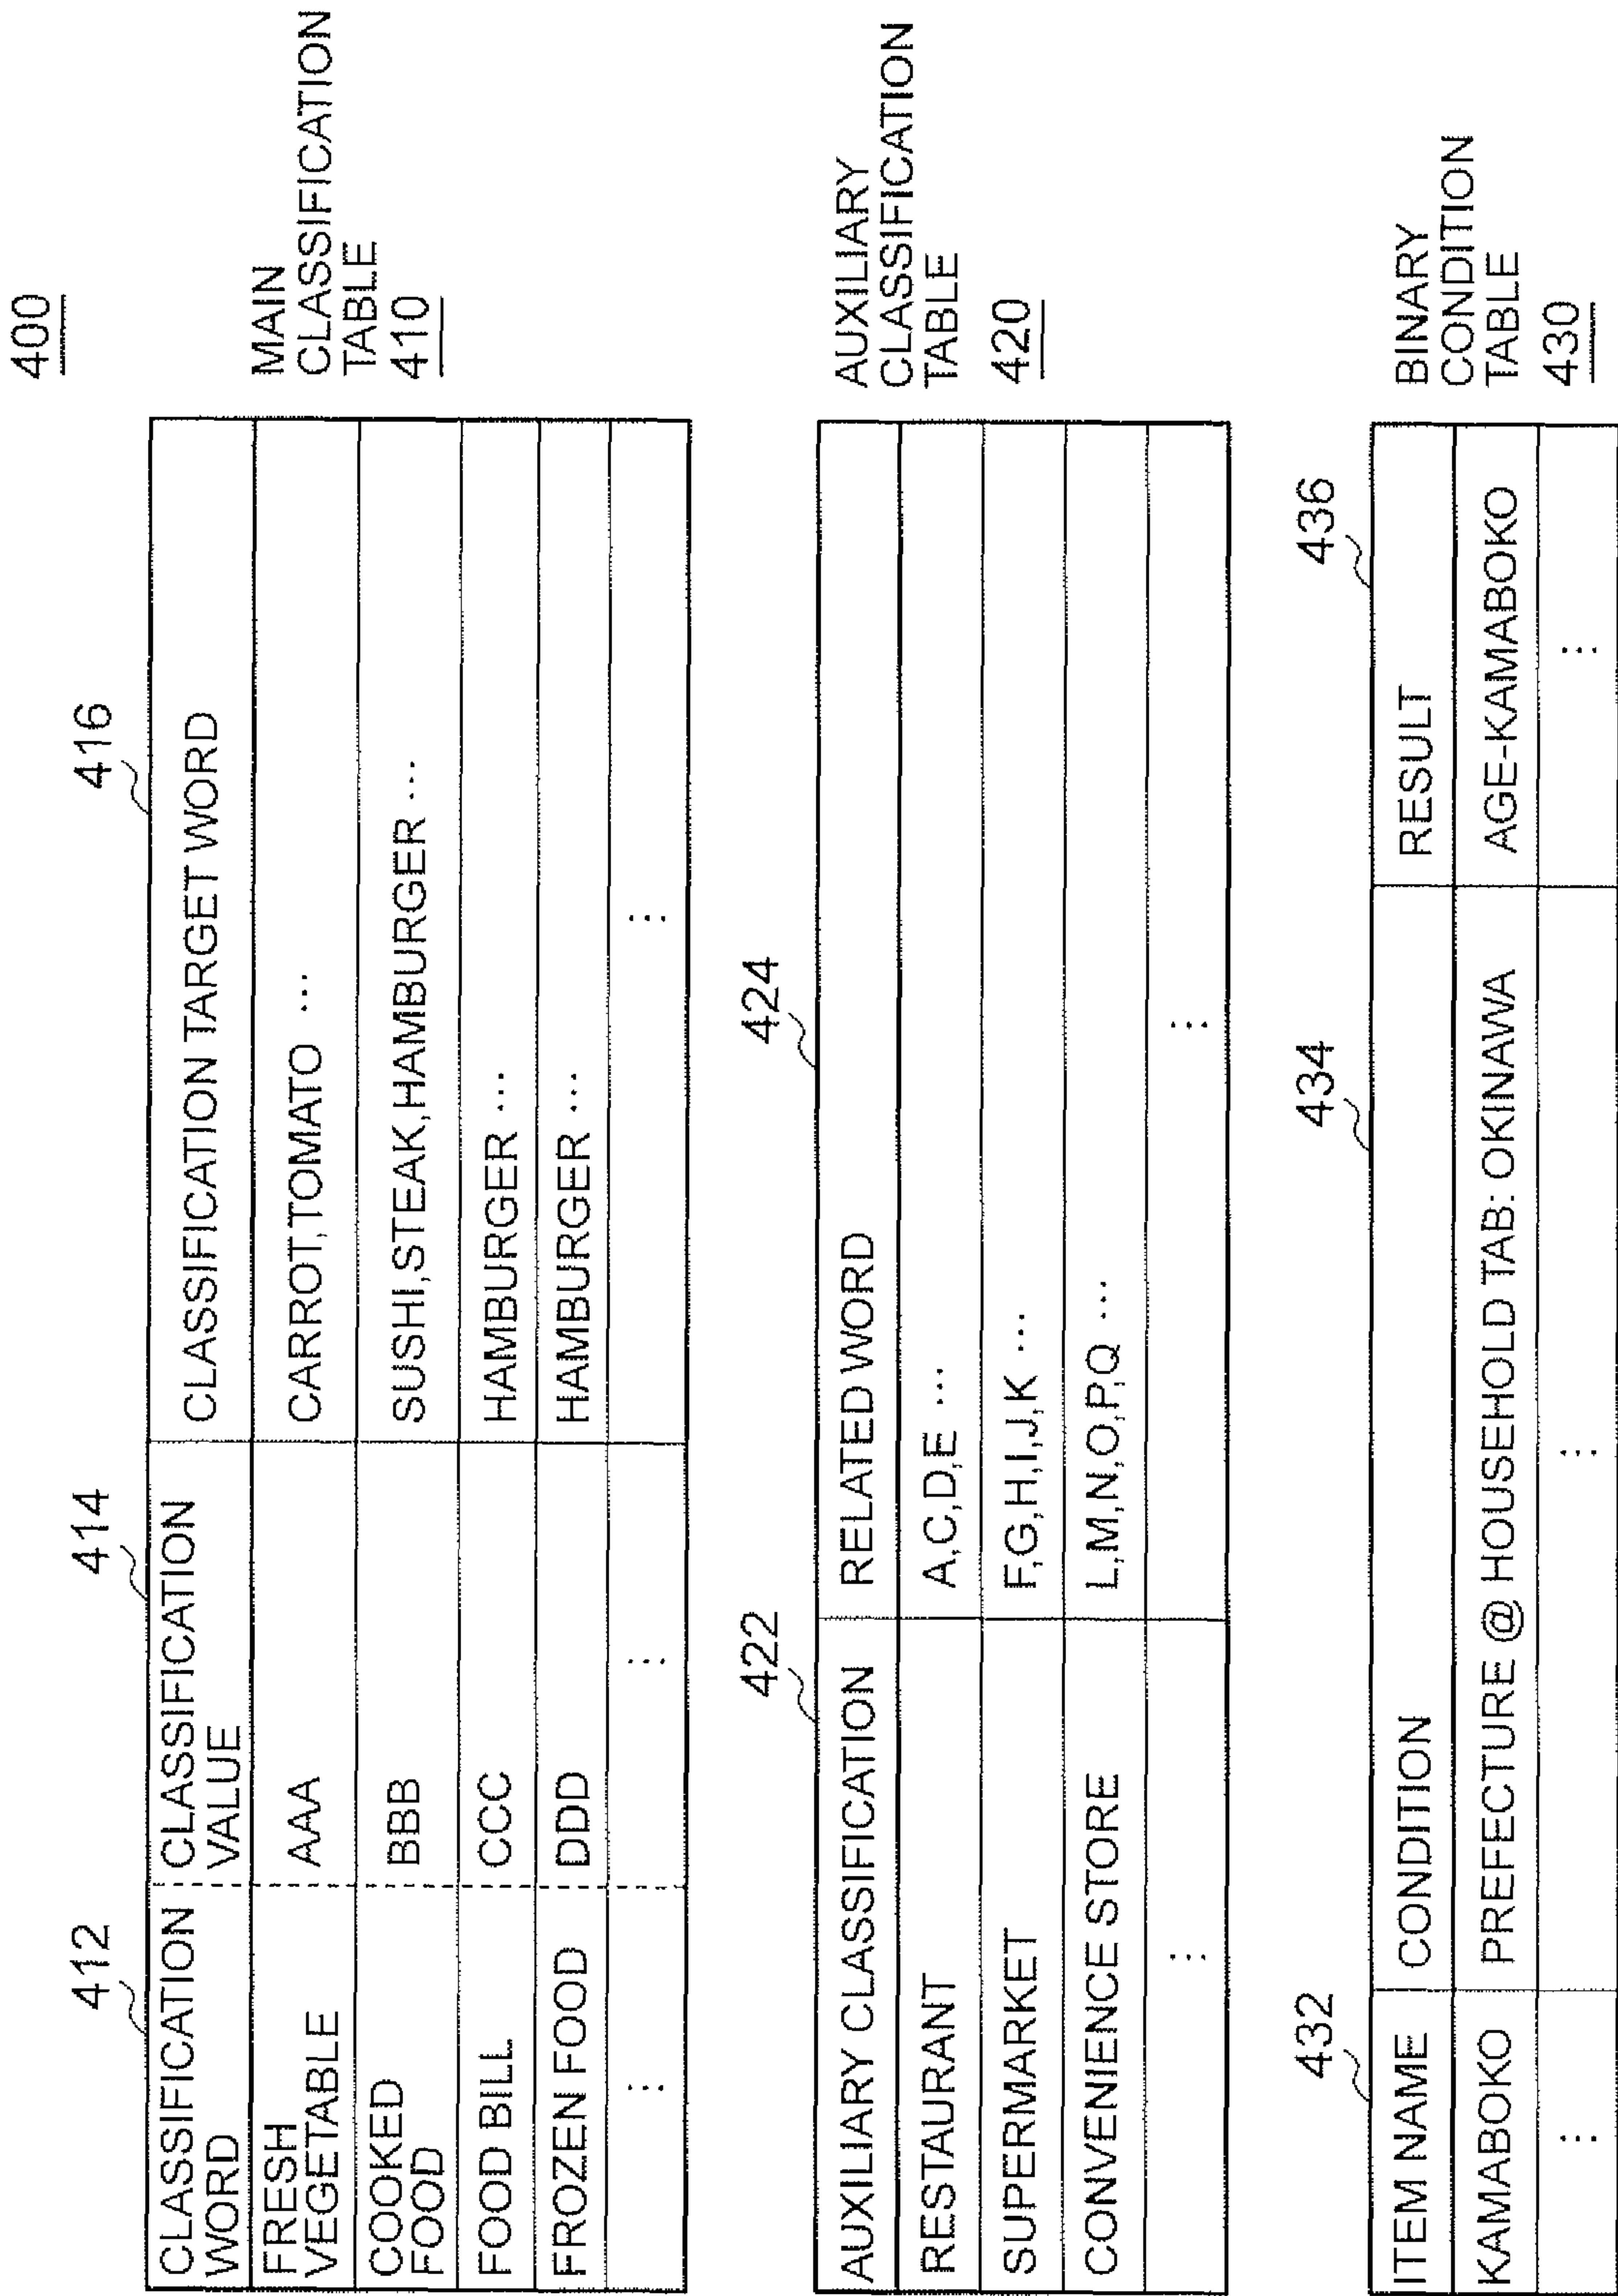 400
412
414
416
CLASSIFICATION WORD
CLASSIFICATION VALUE
CLASSIFICATION TARGET WORD
FRESH VEGETABLE
AAA
CARROT,TOMATO ...
COOKED FOOD
BBB
SUSHI,STEAK,HAMBURGER ...
FOOD BILL
CCC
HAMBURGER ...
FROZEN FOOD
DDD
HAMBURGER ...
...
...
...
MAIN
CLASSIFICATION
TABLE
410
422
424
AUXILIARY CLASSIFICATION
RELATED WORD
RESTAURANT
A,C,D,E ...
SUPERMARKET
F,G,H,I,J,K ...
CONVENIENCE STORE
L,M,N,O,P,Q ...
...
...
AUXILIARY
CLASSIFICATION
TABLE
420
432
434
436
ITEM NAME
CONDITION
RESULT
KAMABOKO
PREFECTURE @ HOUSEHOLD TAB: OKINAWA
AGE-KAMABOKO
...
...
...
BINARY
CONDITION
TABLE
430